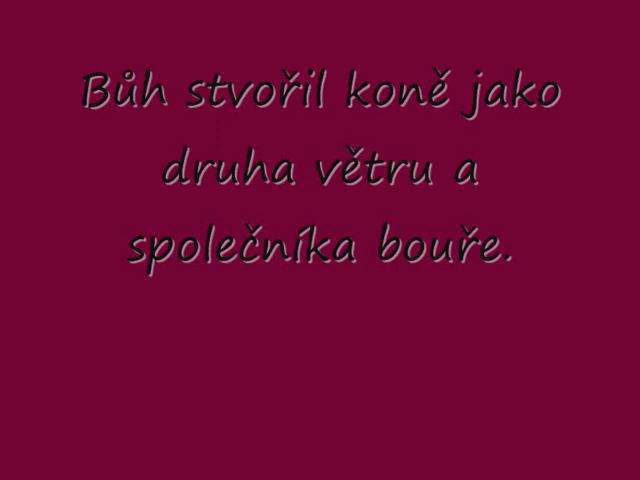 Bůh stvořil koně jako
druha větru a
společníka bouře.